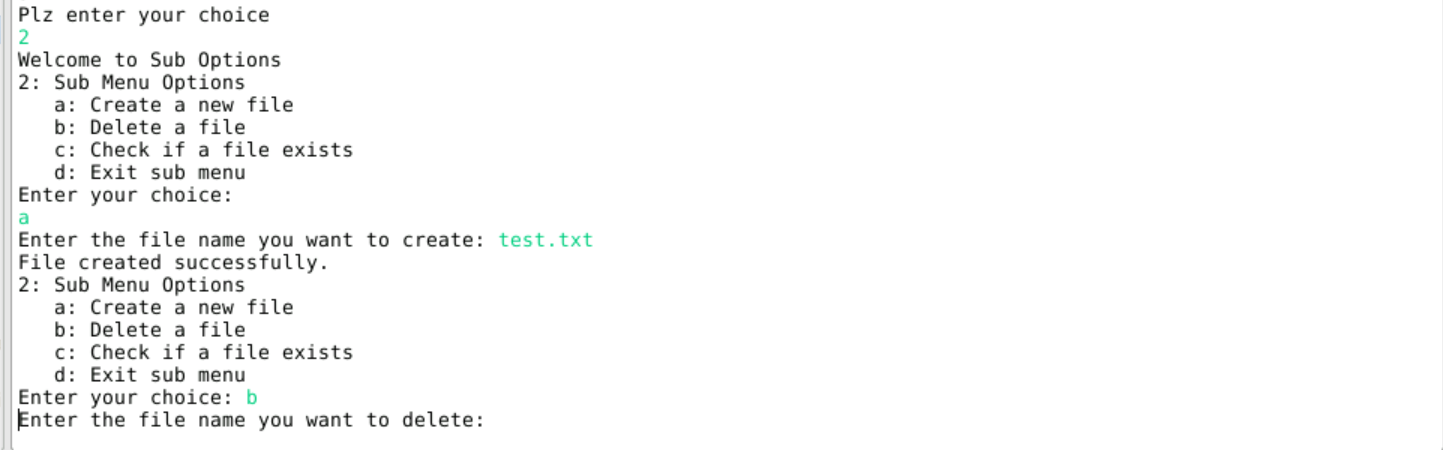 Plz enter your choice
2
Welcome to Sub Options
2: Sub Menu Options
   a: Create a new file
   b: Delete a file
   c: Check if a file exists
   d: Exit sub menu
Enter your choice:
a
Enter the file name you want to create: test.txt
File created successfully.
2: Sub Menu Options
   a: Create a new file
   b: Delete a file
   c: Check if a file exists
   d: Exit sub menu
Enter your choice: b
Enter the file name you want to delete: